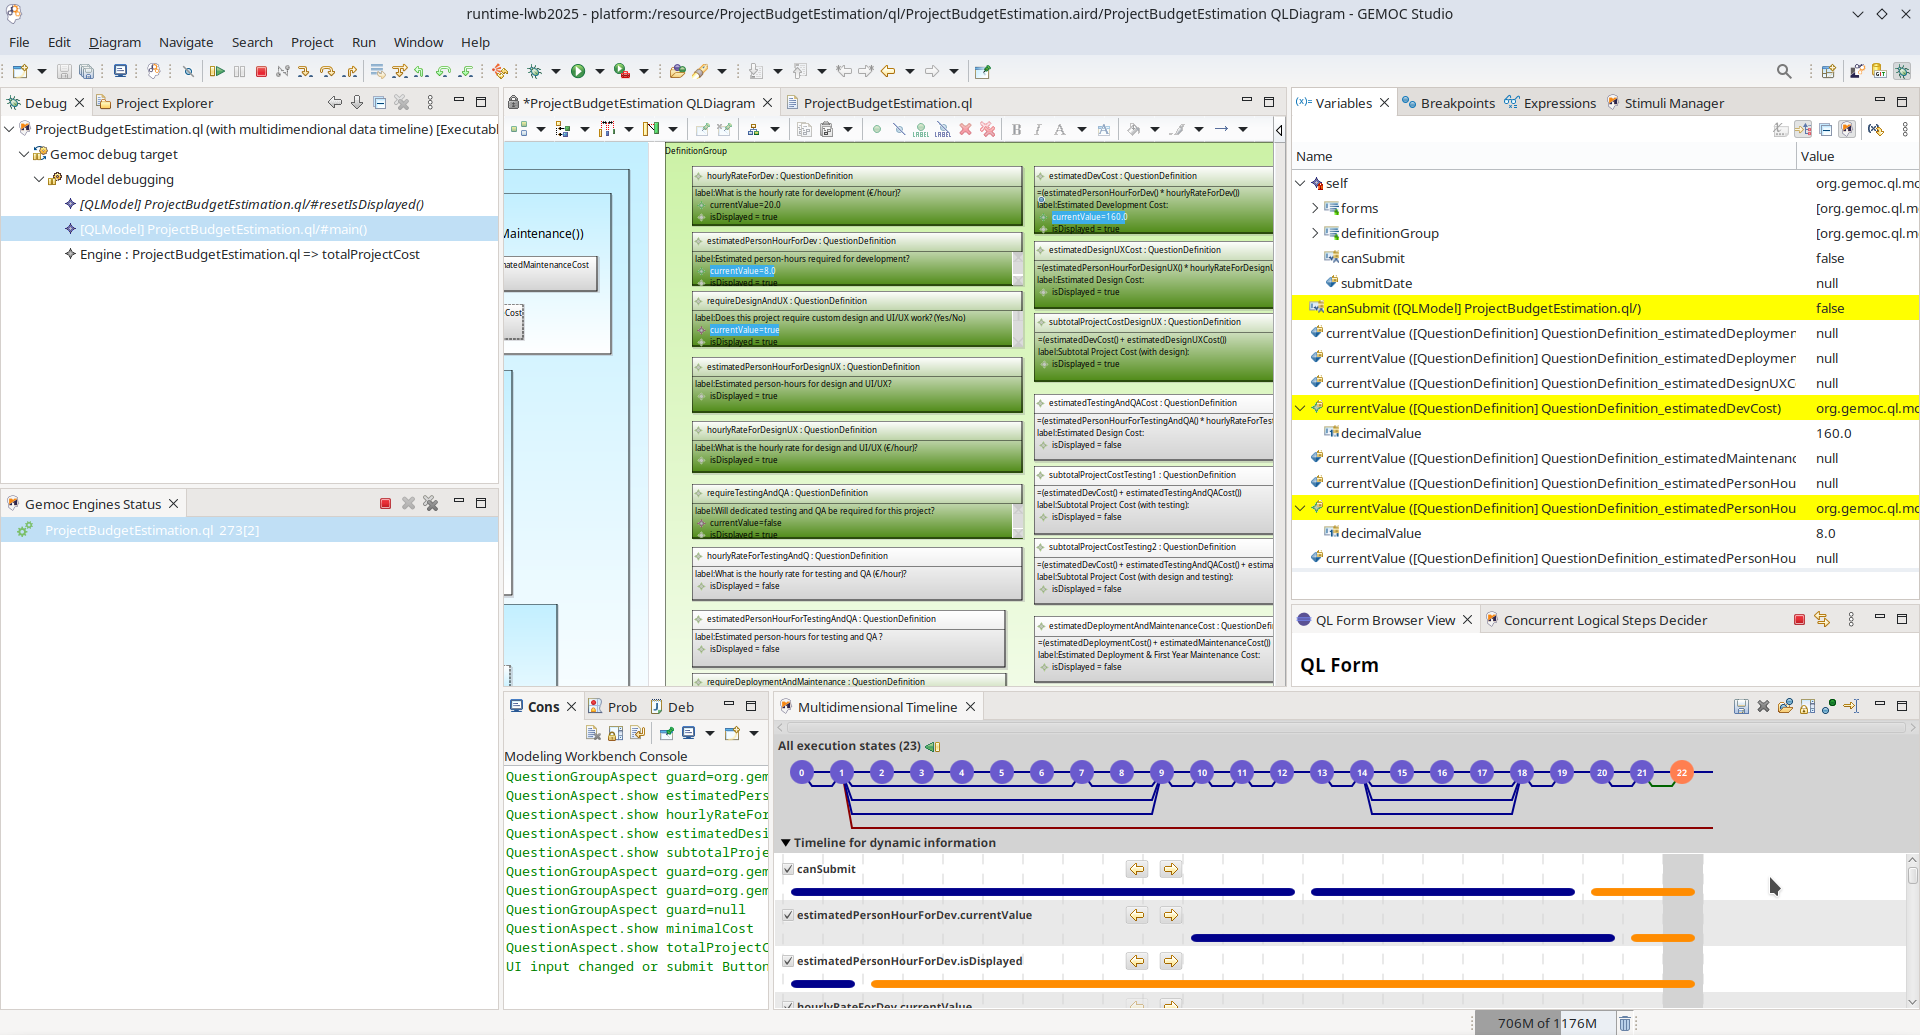 runtime-lwb2025 - platform:/resource/ProjectBudgetEstimation/ql/ProjectBudgetEstimation.aird/ProjectBudgetEstimation QLDiagram - GEMOC Studio
File Edit Diagram Navigate Search Project Run Window Help
Debug
Project Explorer
ProjectBudgetEstimation.ql (with multidimendional data timeline) [Executabl
Gemoc debug target
Model debugging
[QLModel] ProjectBudgetEstimation.ql/#resetIsDisplayed()
[QLModel] ProjectBudgetEstimation.ql/#main()
Engine : ProjectBudgetEstimation.ql => totalProjectCost
Gemoc Engines Status
ProjectBudgetEstimation.ql 273[2]
*ProjectBudgetEstimation QLDiagram
ProjectBudgetEstimation.ql
LABEL LABEL
B I A
Maintenance())
atedMaintenanceCost
Cost
DefinitionGroup
hourlyRateForDev : QuestionDefinition
label:What is the hourly rate for development (€/hour)?
currentValue=20.0
isDisplayed = true
estimatedPersonHourForDev : QuestionDefinition
label:Estimated person-hours required for development?
currentValue=8.0
isDisplayed = true
requireDesignAndUX : QuestionDefinition
label:Does this project require custom design and UI/UX work? (Yes/No)
currentValue=true
isDisplayed = true
estimatedPersonHourForDesignUX : QuestionDefinition
label:Estimated person-hours for design and UI/UX?
isDisplayed = true
hourlyRateForDesignUX : QuestionDefinition
label:What is the hourly rate for design and UI/UX (€/hour)?
isDisplayed = true
requireTestingAndQA : QuestionDefinition
label:Will dedicated testing and QA be required for this project?
currentValue=false
isDisplayed = true
hourlyRateForTestingAndQ : QuestionDefinition
label:What is the hourly rate for testing and QA (€/hour)?
isDisplayed = false
estimatedPersonHourForTestingAndQA : QuestionDefinition
label:Estimated person-hours for testing and QA ?
isDisplayed = false
requireDeploymentAndMaintenance : QuestionDefinition
estimatedDevCost : QuestionDefinition
=(estimatedPersonHourForDev() * hourlyRateForDev())
label:Estimated Development Cost:
currentValue=160.0
isDisplayed = true
estimatedDesignUXCost : QuestionDefinition
=(estimatedPersonHourForDesignUX() * hourlyRateForDesignU
label:Estimated Design Cost:
isDisplayed = true
subtotalProjectCostDesignUX : QuestionDefinition
=(estimatedDevCost() + estimatedDesignUXCost())
label:Subtotal Project Cost (with design):
isDisplayed = true
estimatedTestingAndQACost : QuestionDefinition
=(estimatedPersonHourForTestingAndQA() * hourlyRateForTest
label:Estimated Design Cost:
isDisplayed = false
subtotalProjectCostTesting1 : QuestionDefinition
=(estimatedDevCost() + estimatedTestingAndQACost())
label:Subtotal Project Cost (with testing):
isDisplayed = false
subtotalProjectCostTesting2 : QuestionDefinition
=(estimatedDevCost() + estimatedTestingAndQACost() + estima
label:Subtotal Project Cost (with design and testing):
isDisplayed = false
estimatedDeploymentAndMaintenanceCost : QuestionDefi
=(estimatedDeploymentCost() + estimatedMaintenanceCost())
label:Estimated Deployment & First Year Maintenance Cost:
isDisplayed = false
Variables
Breakpoints
Expressions
Stimuli Manager
Name Value
self org.gemoc.ql.mo
forms [org.gemoc.ql.m
definitionGroup [org.gemoc.ql.m
canSubmit false
submitDate null
canSubmit ([QLModel] ProjectBudgetEstimation.ql/) false
currentValue ([QuestionDefinition] QuestionDefinition_estimatedDeploymer null
currentValue ([QuestionDefinition] QuestionDefinition_estimatedDeploymer null
currentValue ([QuestionDefinition] QuestionDefinition_estimatedDesignUXC null
currentValue ([QuestionDefinition] QuestionDefinition_estimatedDevCost) org.gemoc.ql.mo
decimalValue 160.0
currentValue ([QuestionDefinition] QuestionDefinition_estimatedMaintenanc null
currentValue ([QuestionDefinition] QuestionDefinition_estimatedPersonHou null
currentValue ([QuestionDefinition] QuestionDefinition_estimatedPersonHou org.gemoc.ql.mo
decimalValue 8.0
currentValue ([QuestionDefinition] QuestionDefinition_estimatedPersonHou null
QL Form Browser View
Concurrent Logical Steps Decider
QL Form
Cons
Prob
Deb
Modeling Workbench Console
QuestionGroupAspect guard=org.gem
QuestionAspect.show estimatedPers
QuestionAspect.show hourlyRateFor
QuestionAspect.show estimatedDesi
QuestionAspect.show subtotalProje
QuestionGroupAspect guard=org.gem
QuestionGroupAspect guard=org.gem
QuestionGroupAspect guard=null
QuestionAspect.show minimalCost
QuestionAspect.show totalProjectC
UI input changed or submit Button
Multidimensional Timeline
All execution states (23)
0 1 2 3 4 5 6 7 8 9 10 11 12 13 14 15 16 17 18 19 20 21 22
Timeline for dynamic information
canSubmit
estimatedPersonHourForDev.currentValue
estimatedPersonHourForDev.isDisplayed
hourlyRateForDev.currentValue
706M of 1176M